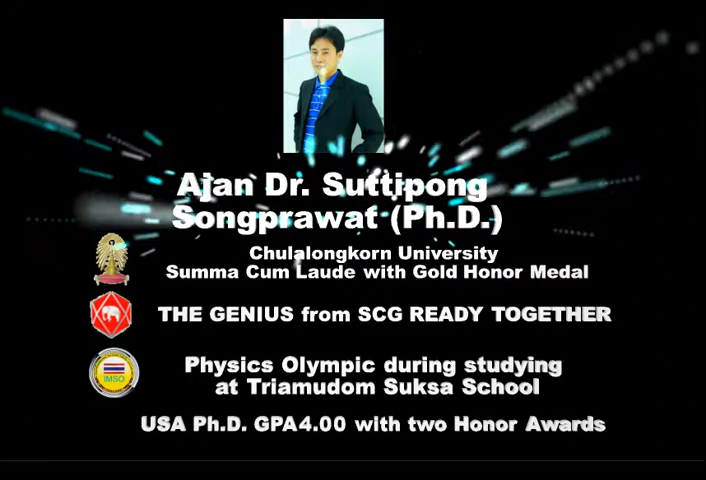 Ajan Dr. Suttipong
Songprawat (Ph.D.)
Chulalongkorn University
Summa Cum Laude with Gold Honor Medal
THE GENIUS from SCG READY TOGETHER
Physics Olympic during studying
at Triamudom Suksa School
IMSO
USA Ph.D. GPA4.00 with two Honor Awards